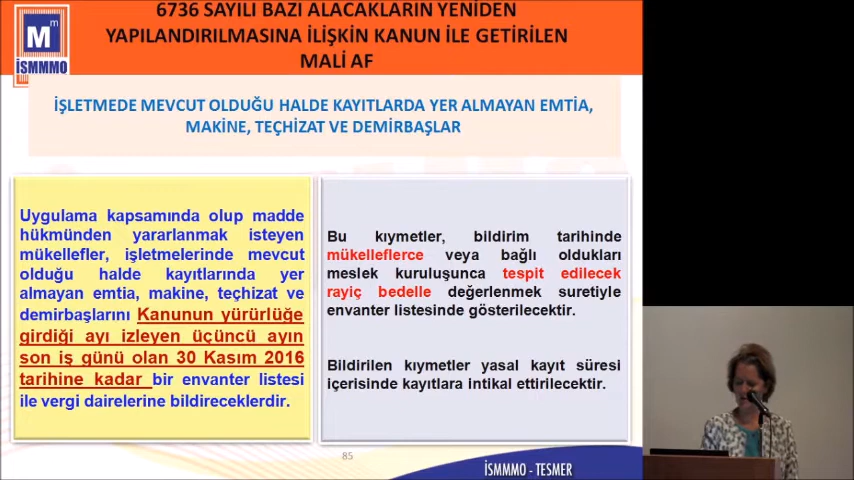 6736 SAYILI BAZI ALACAKLARIN YENİDEN
YAPILANDIRILMASINA İLİŞKİN KANUN İLE GETİRİLEN
MALİ AF
Mm
İSMMMO
İŞLETMEDE MEVCUT OLDUĞU HALDE KAYITLARDA YER ALMAYAN EMTİA,
MAKİNE, TEÇHİZAT VE DEMİRBAŞLAR
Uygulama kapsamında olup madde
hükmünden yararlanmak isteyen
mükellefler, işletmelerinde mevcut
olduğu halde kayıtlarında yer
almayan emtia, makine, teçhizat ve
demirbaşlarını Kanunun yürürlüğe
girdiği ayı izleyen üçüncü ayın
son iş günü olan 30 Kasım 2016
tarihine kadar bir envanter listesi
ile vergi dairelerine bildireceklerdir.
Bu kıymetler, bildirim tarihinde
mükelleflerce veya bağlı oldukları
meslek kuruluşunca tespit edilecek
rayiç bedelle değerlenmek suretiyle
envanter listesinde gösterilecektir.
Bildirilen kıymetler yasal kayıt süresi
içerisinde kayıtlara intikal ettirilecektir.
85
İSMMMO - TESMER